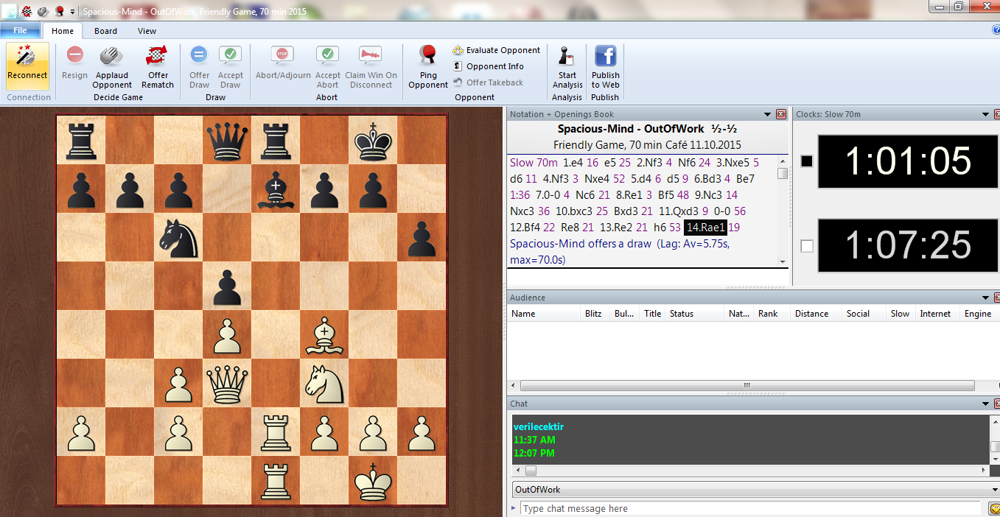 Spacious-Mind - OutOfWork, Friendly Game, 70 min 2015
File Home Board View
Reconnect
Connection
Resign
Applaud
Opponent
Offer
Rematch
Decide Game
Offer
Draw
Accept
Draw
Draw
Abort/Adjourn
Accept
Abort
Claim Win On
Disconnect
Abort
Ping
Opponent
Evaluate Opponent
Opponent Info
Offer Takeback
Opponent
Start
Analysis
Analysis
Publish
to Web
Publish
Notation + Openings Book
Spacious-Mind - OutOfWork ½-½
Friendly Game, 70 min Café 11.10.2015
Slow 70m 1.e4 16 e5 25 2.Nf3 4 Nf6 24 3.Nxe5 5
d6 11 4.Nf3 3 Nxe4 52 5.d4 6 d5 9 6.Bd3 4 Be7
1:36 7.0-0 4 Nc6 21 8.Re1 3 Bf5 48 9.Nc3 14
Nxc3 36 10.bxc3 25 Bxd3 21 11.Qxd3 9 0-0 56
12.Bf4 22 Re8 21 13.Re2 21 h6 53 14.Rae1 19
Spacious-Mind offers a draw (Lag: Av=5.75s,
max=70.0s)
Clocks: Slow 70m
1:01:05
1:07:25
Audience
Name Blitz Bul... Title Status Nat... Rank Distance Social Slow Internet Engine
Chat
verilecektir
11:37 AM
12:07 PM
OutOfWork
Type chat message here